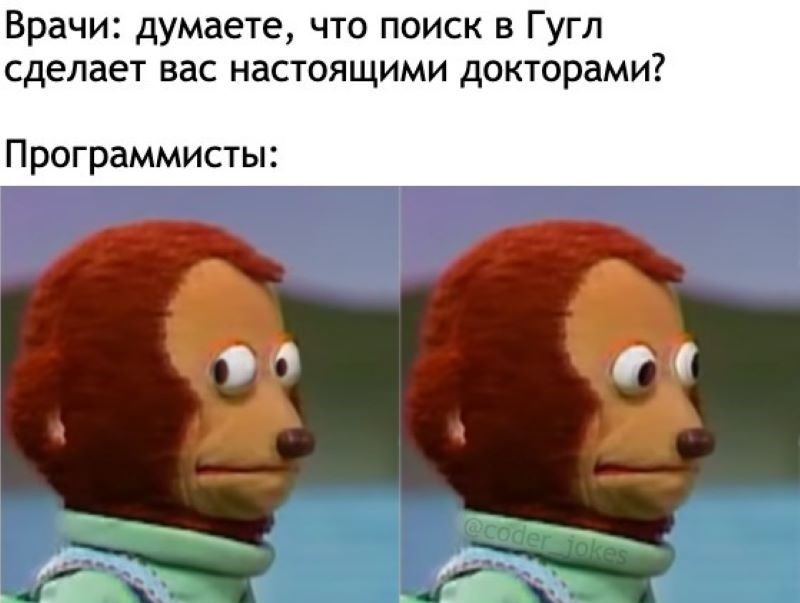 Врачи: думаете, что поиск в Гугл
сделает вас настоящими докторами?
Программисты:
@coder_jokes